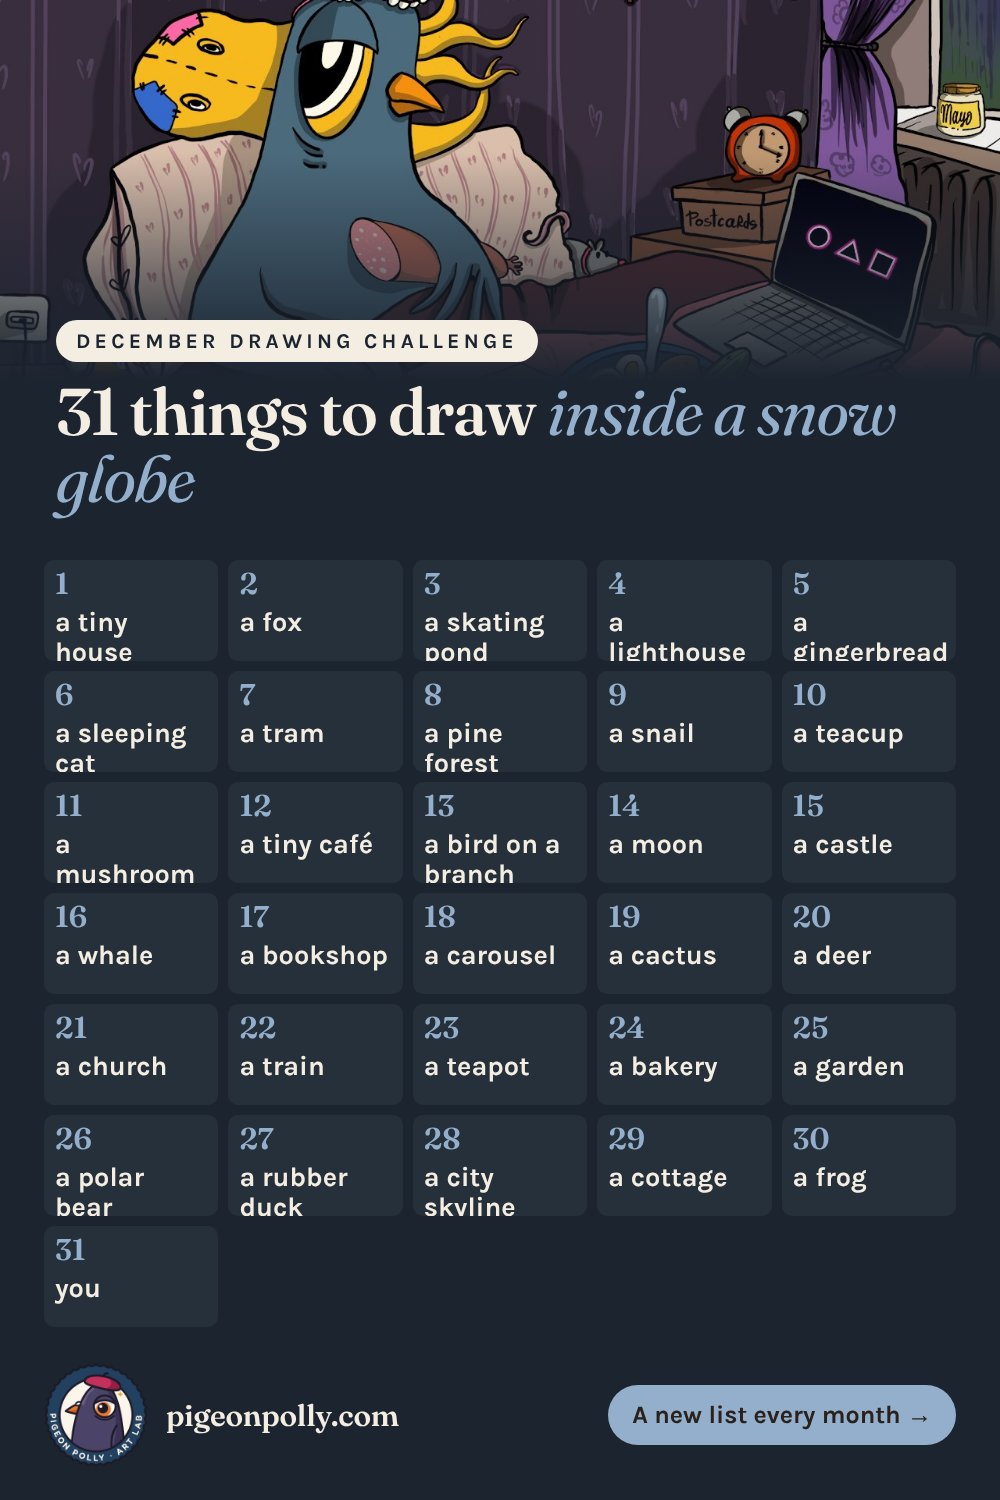 Mayo
Postcards
DECEMBER DRAWING CHALLENGE
31 things to draw inside a snow
globe
1
a tiny
house
2
a fox
3
a skating
pond
4
a
lighthouse
5
a
gingerbread
6
a sleeping
cat
7
a tram
8
a pine
forest
9
a snail
10
a teacup
11
a
mushroom
12
a tiny café
13
a bird on a
branch
14
a moon
15
a castle
16
a whale
17
a bookshop
18
a carousel
19
a cactus
20
a deer
21
a church
22
a train
23
a teapot
24
a bakery
25
a garden
26
a polar
bear
27
a rubber
duck
28
a city
skyline
29
a cottage
30
a frog
31
you
PIGEON POLLY · ART LAB
pigeonpolly.com
A new list every month →